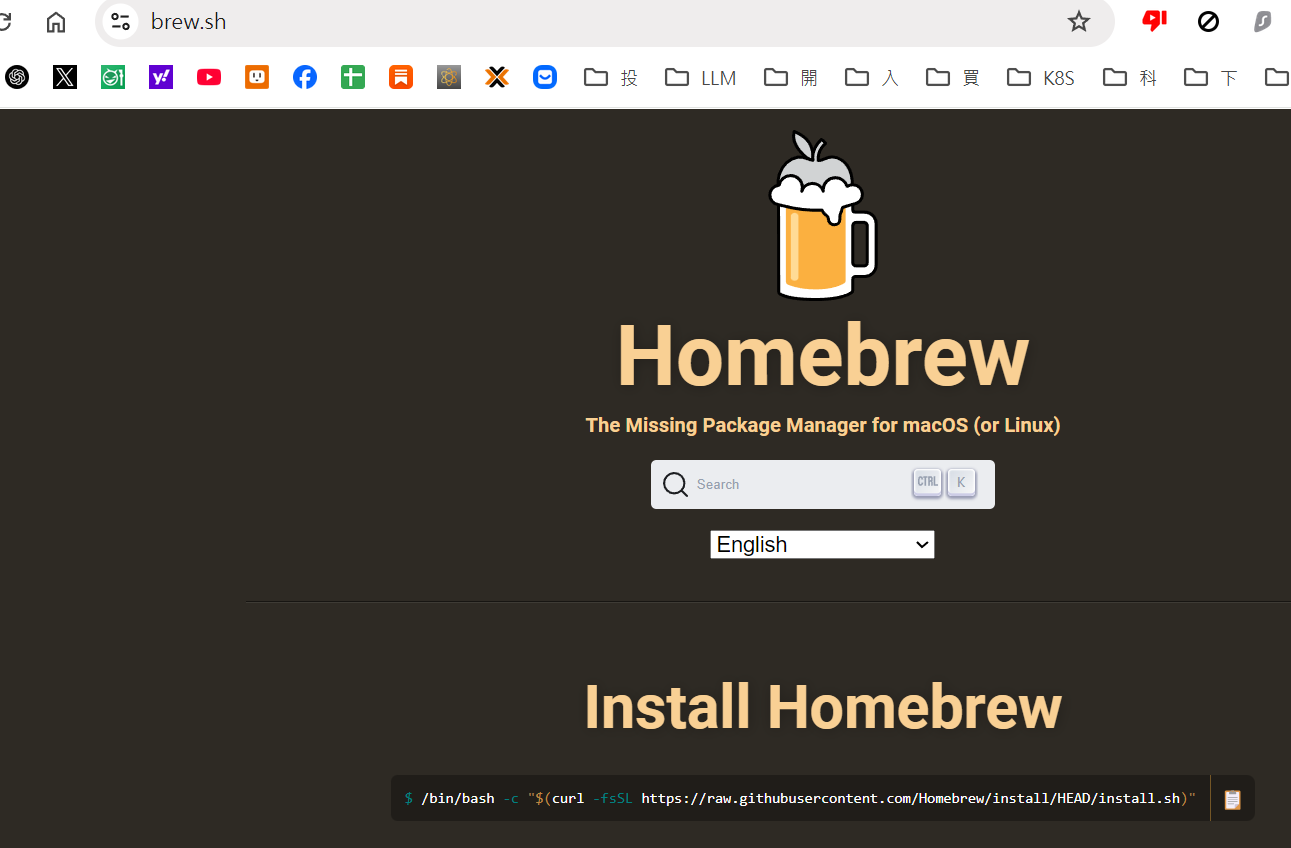 brew.sh
投 LLM 開 入 買 K8S 科 下
Homebrew
The Missing Package Manager for macOS (or Linux)
Search CTRL K
English
Install Homebrew
$ /bin/bash -c "$(curl -fsSL https://raw.githubusercontent.com/Homebrew/install/HEAD/install.sh)"